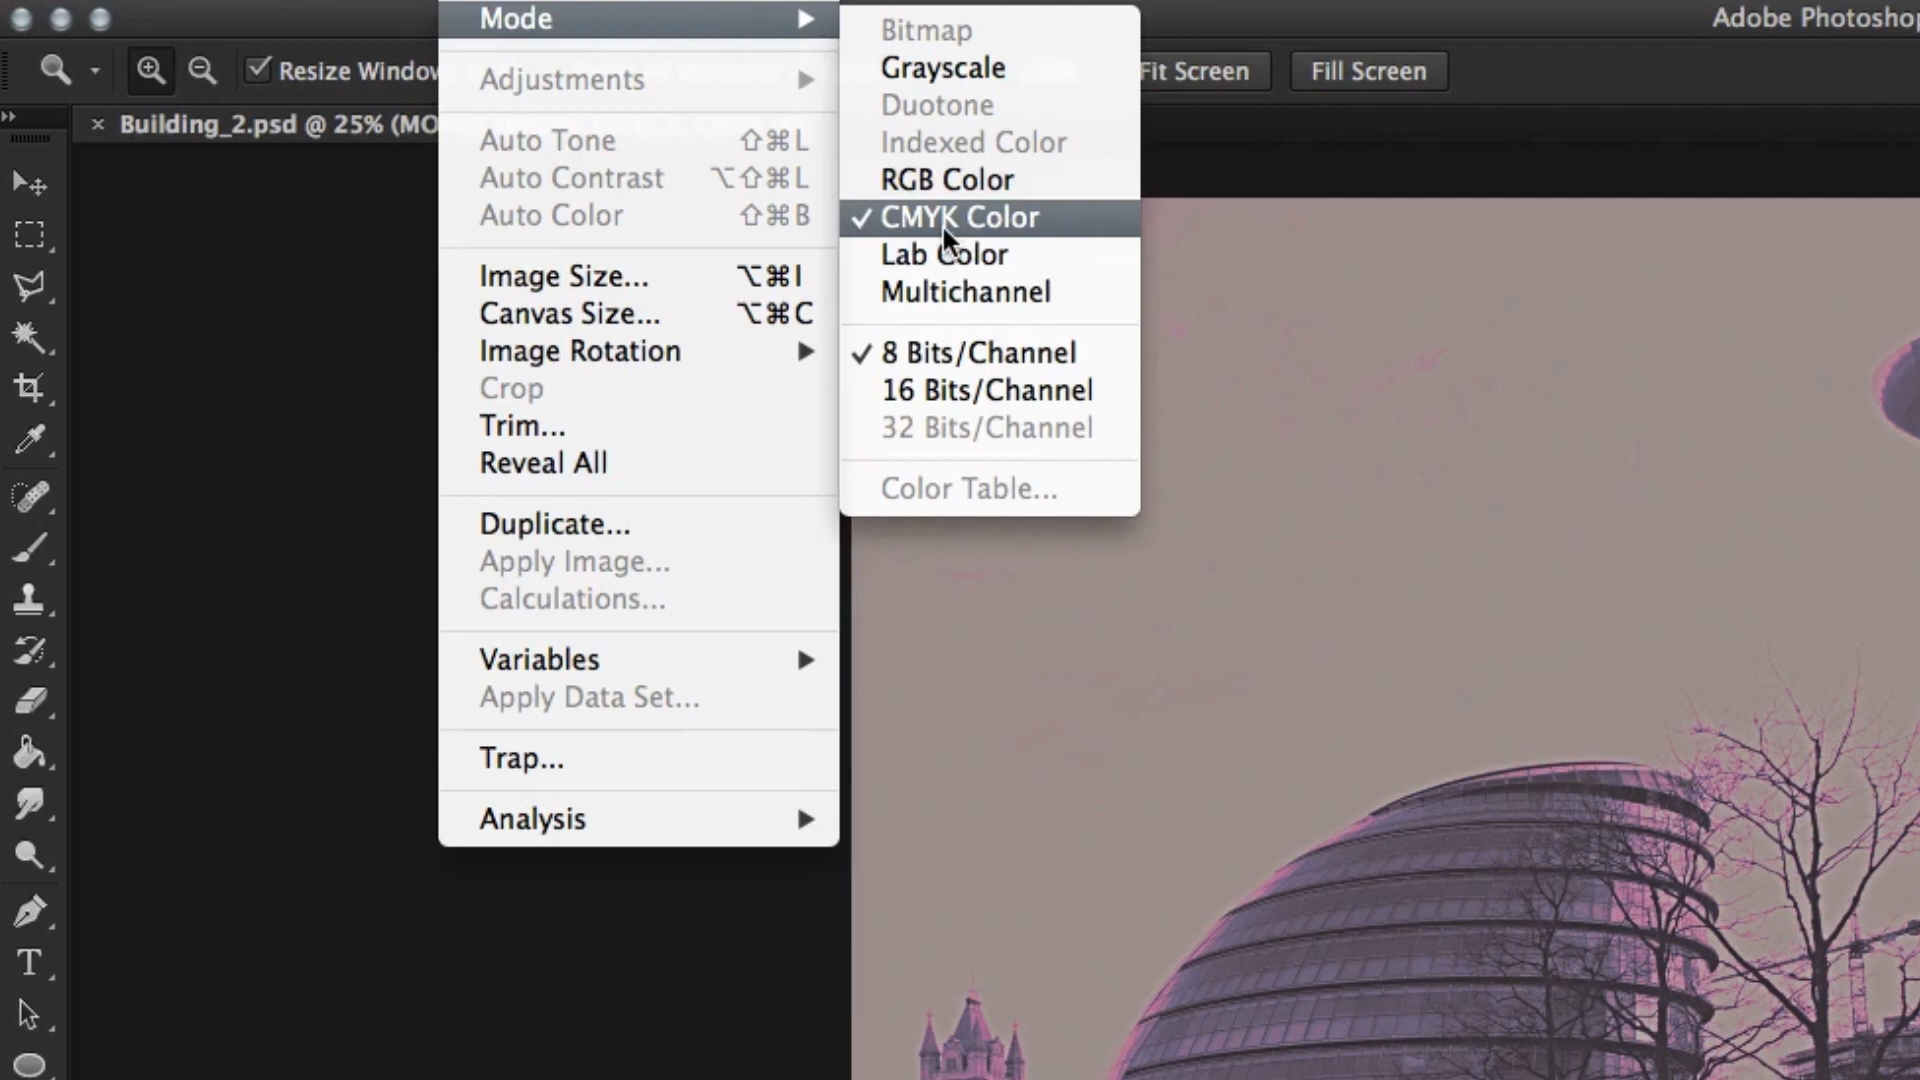 Adobe Photoshop
Mode
Resize Window
Fit Screen
Fill Screen
× Building_2.psd @ 25% (MO
Adjustments
Auto Tone ⇧⌘L
Auto Contrast ⌥⇧⌘L
Auto Color ⇧⌘B
Image Size... ⌥⌘I
Canvas Size... ⌥⌘C
Image Rotation
Crop
Trim...
Reveal All
Duplicate...
Apply Image...
Calculations...
Variables
Apply Data Set...
Trap...
Analysis
Bitmap
Grayscale
Duotone
Indexed Color
RGB Color
✓ CMYK Color
Lab Color
Multichannel
✓ 8 Bits/Channel
16 Bits/Channel
32 Bits/Channel
Color Table...